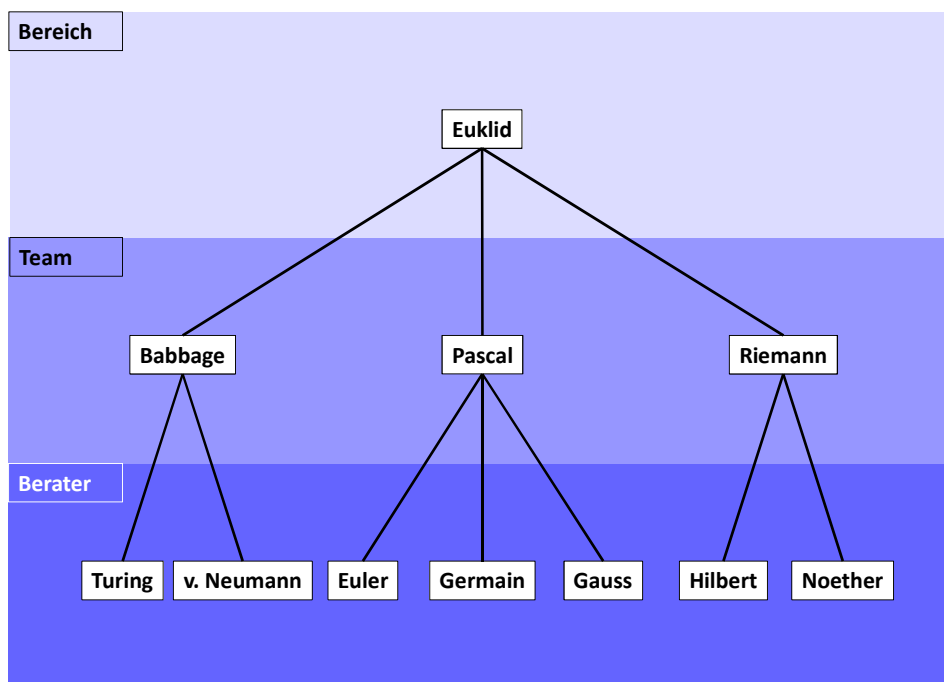 Bereich
Euklid
Team
Babbage
Pascal
Riemann
Berater
Turing
v. Neumann
Euler
Germain
Gauss
Hilbert
Noether